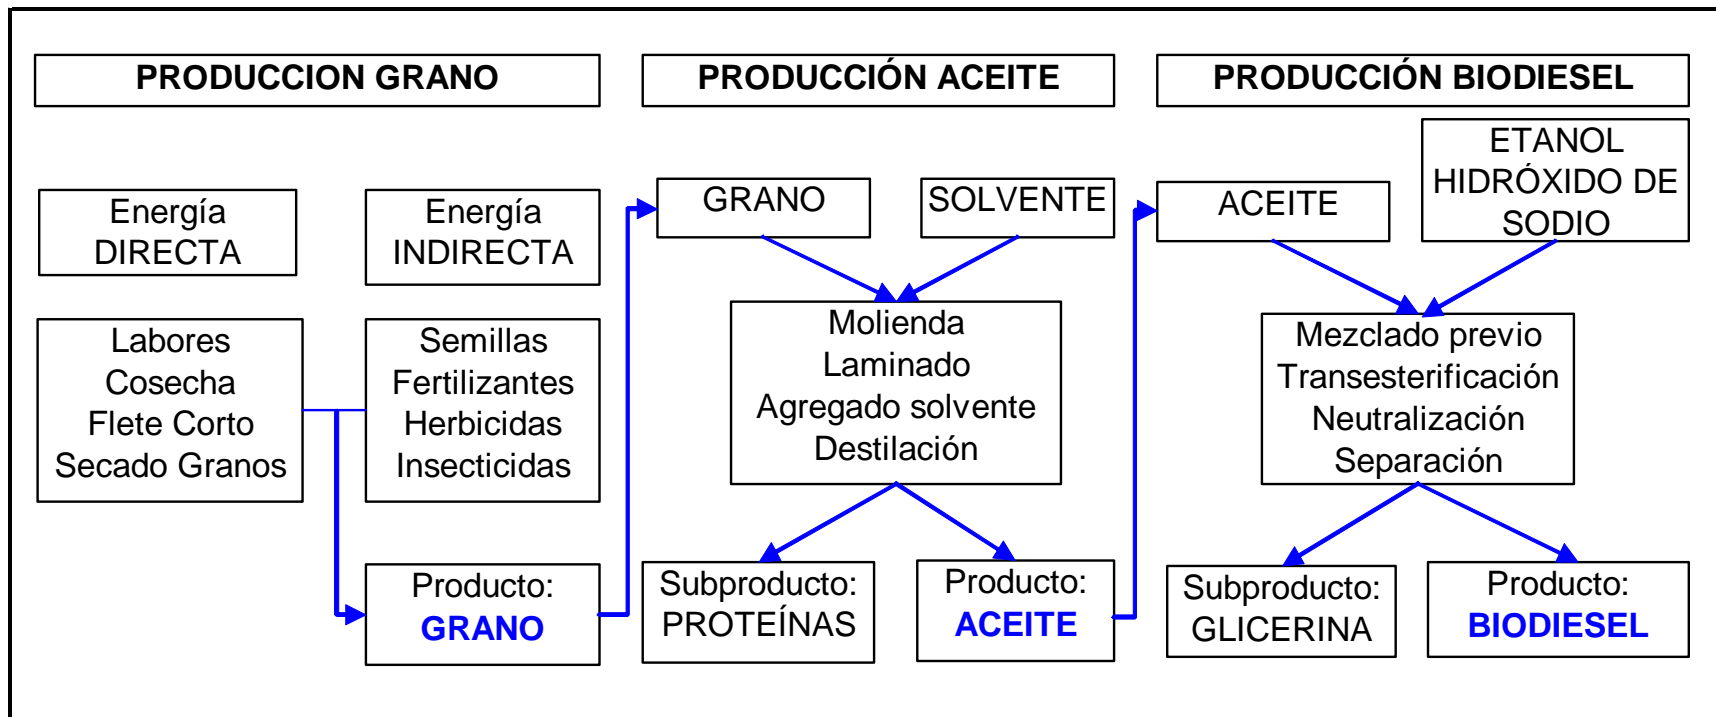 PRODUCCION GRANO
PRODUCCIÓN ACEITE
PRODUCCIÓN BIODIESEL
Energía
DIRECTA
Energía
INDIRECTA
Labores
Cosecha
Flete Corto
Secado Granos
Semillas
Fertilizantes
Herbicidas
Insecticidas
Producto:
GRANO
GRANO
SOLVENTE
Molienda
Laminado
Agregado solvente
Destilación
Subproducto:
PROTEÍNAS
Producto:
ACEITE
ACEITE
ETANOL
HIDRÓXIDO DE
SODIO
Mezclado previo
Transesterificación
Neutralización
Separación
Subproducto:
GLICERINA
Producto:
BIODIESEL